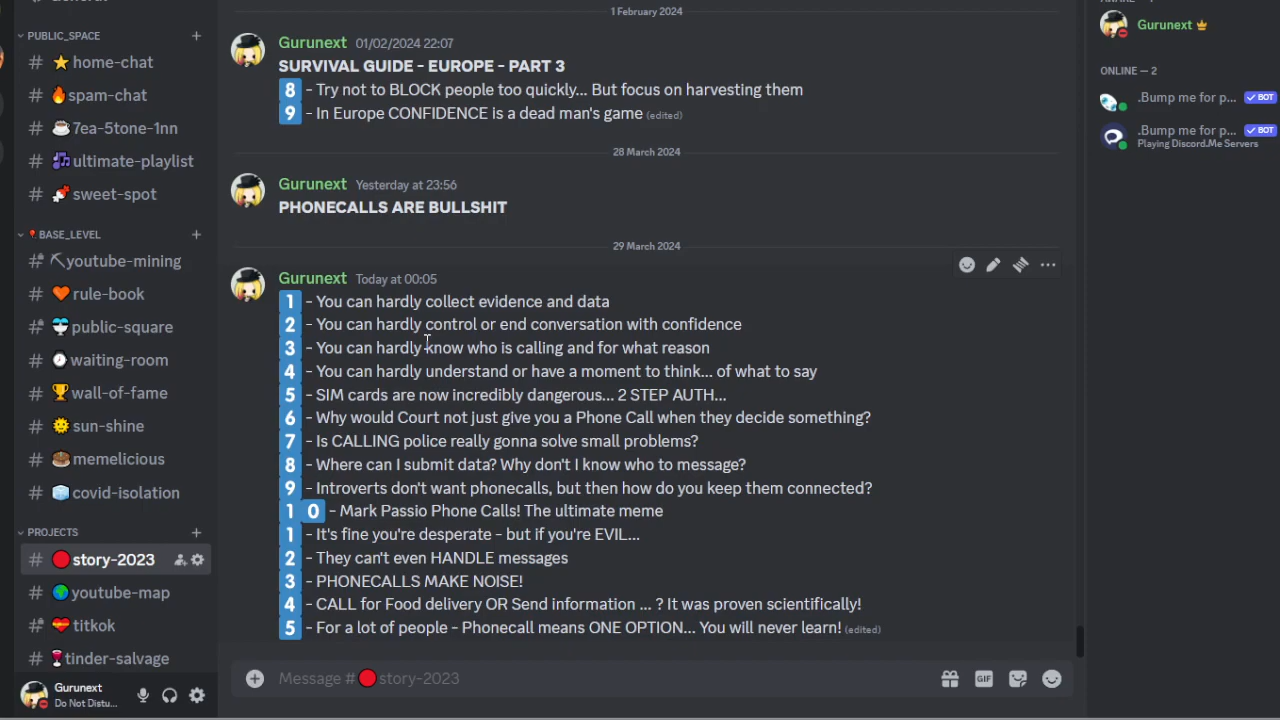 PUBLIC_SPACE
# home-chat
# spam-chat
# 7ea-5tone-1nn
# ultimate-playlist
# sweet-spot
BASE_LEVEL
# youtube-mining
# rule-book
# public-square
# waiting-room
# wall-of-fame
# sun-shine
# memelicious
# covid-isolation
PROJECTS
# story-2023
# youtube-map
# titkok
# tinder-salvage
Gurunext
Do Not Distu...
1 February 2024
Gurunext 01/02/2024 22:07
SURVIVAL GUIDE - EUROPE - PART 3
8 - Try not to BLOCK people too quickly... But focus on harvesting them
9 - In Europe CONFIDENCE is a dead man's game (edited)
28 March 2024
Gurunext Yesterday at 23:56
PHONECALLS ARE BULLSHIT
29 March 2024
Gurunext Today at 00:05
1 - You can hardly collect evidence and data
2 - You can hardly control or end conversation with confidence
3 - You can hardly know who is calling and for what reason
4 - You can hardly understand or have a moment to think... of what to say
5 - SIM cards are now incredibly dangerous... 2 STEP AUTH...
6 - Why would Court not just give you a Phone Call when they decide something?
7 - Is CALLING police really gonna solve small problems?
8 - Where can I submit data? Why don't I know who to message?
9 - Introverts don't want phonecalls, but then how do you keep them connected?
1 0 - Mark Passio Phone Calls! The ultimate meme
1 - It's fine you're desperate - but if you're EVIL...
2 - They can't even HANDLE messages
3 - PHONECALLS MAKE NOISE!
4 - CALL for Food delivery OR Send information ... ? It was proven scientifically!
5 - For a lot of people - Phonecall means ONE OPTION... You will never learn! (edited)
Message # story-2023
GIF
Gurunext
ONLINE — 2
.Bump me for p... ✓ BOT
.Bump me for p... ✓ BOT
Playing Discord.Me Servers